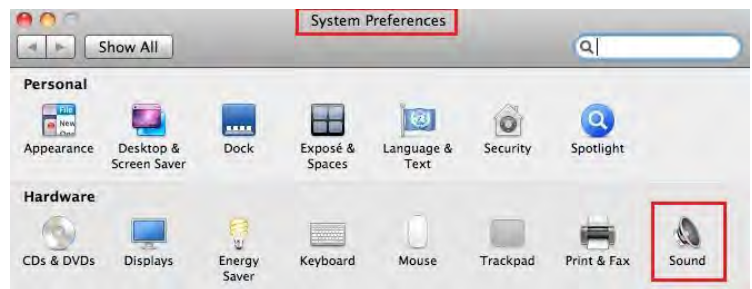 System Preferences
Show All
Personal
Appearance
Desktop &
Screen Saver
Dock
Exposé &
Spaces
Language &
Text
Security
Spotlight
Hardware
CDs & DVDs
Displays
Energy
Saver
Keyboard
Mouse
Trackpad
Print & Fax
Sound